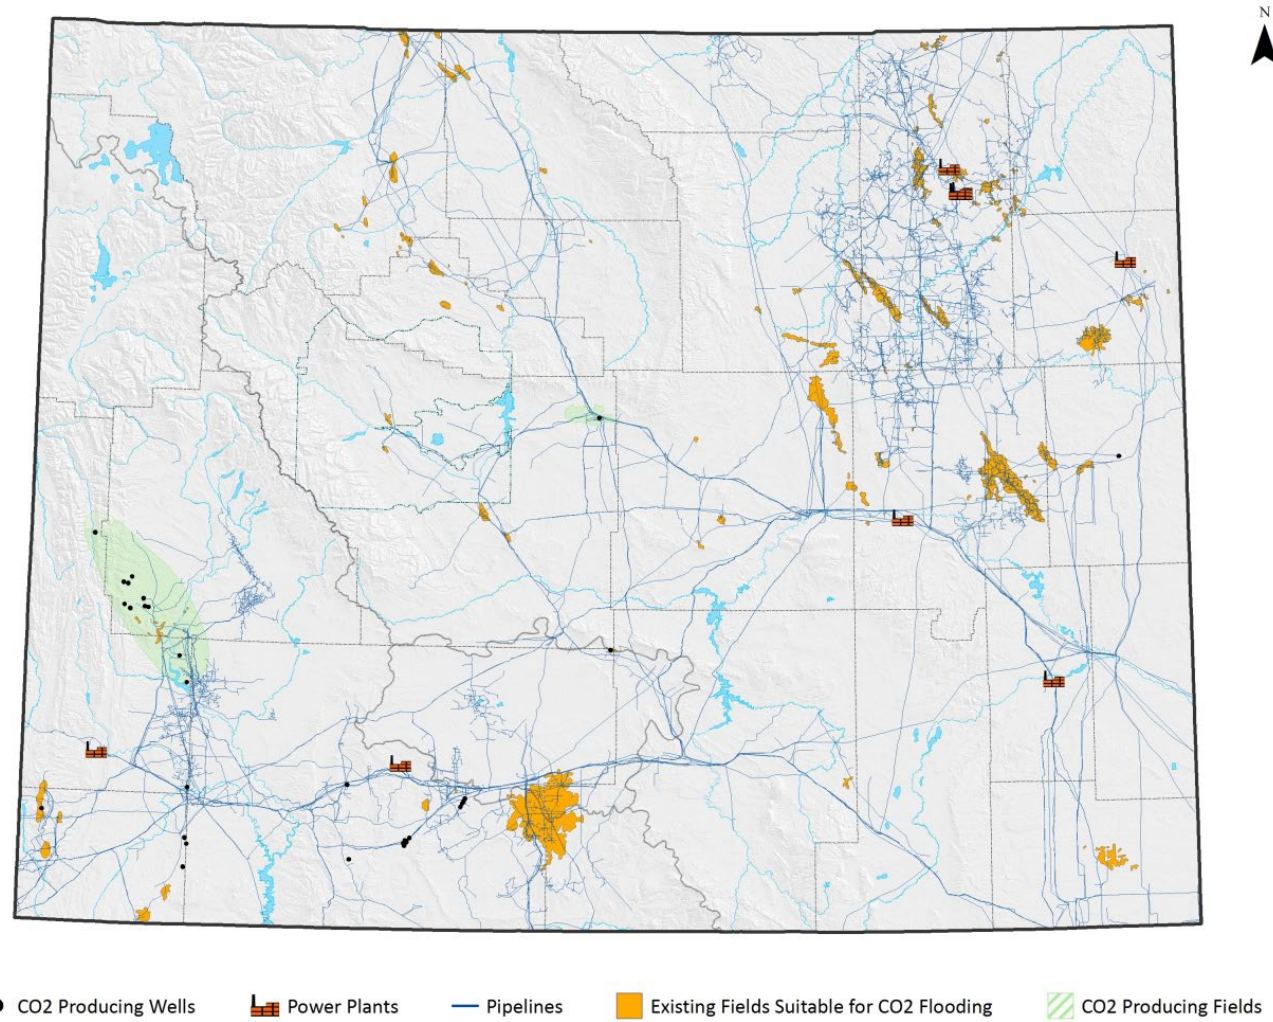 N
CO2 Producing Wells
Power Plants
Pipelines
Existing Fields Suitable for CO2 Flooding
CO2 Producing Fields